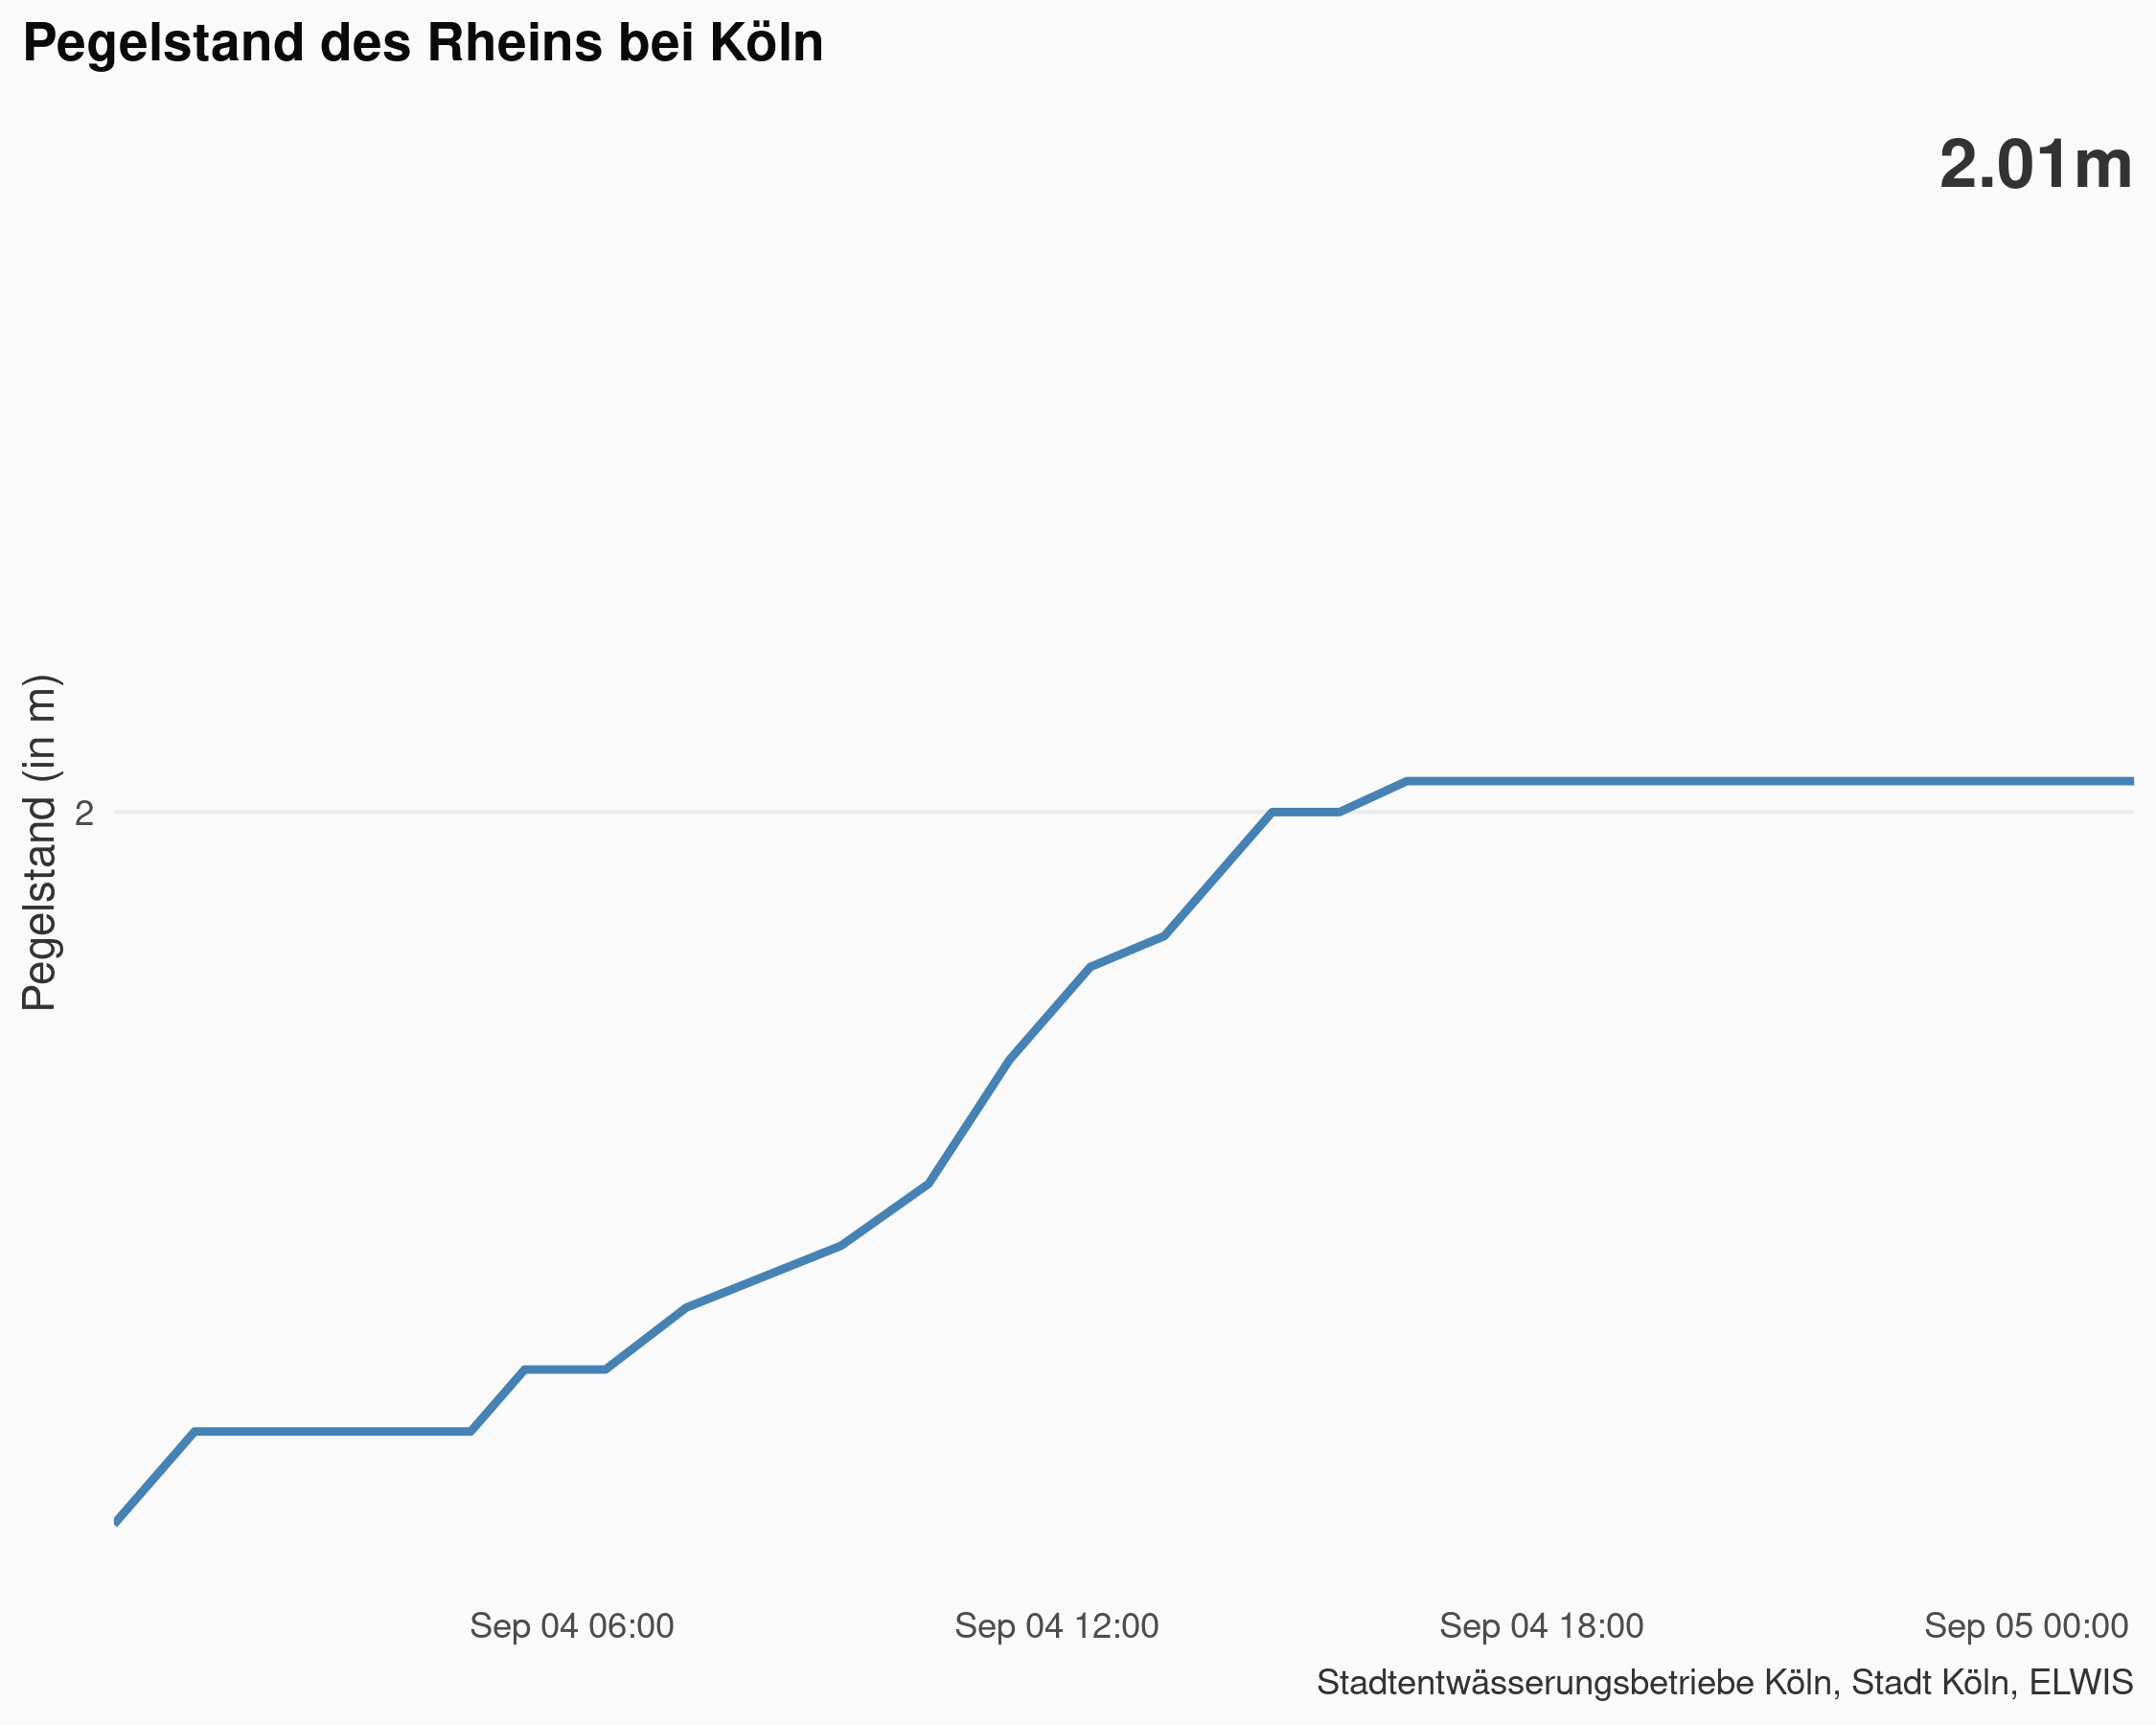 Pegelstand des Rheins bei Köln
2.01m
Pegelstand (in m)
2
Sep 04 06:00
Sep 04 12:00
Sep 04 18:00
Sep 05 00:00
Stadtentwässerungsbetriebe Köln, Stadt Köln, ELWIS